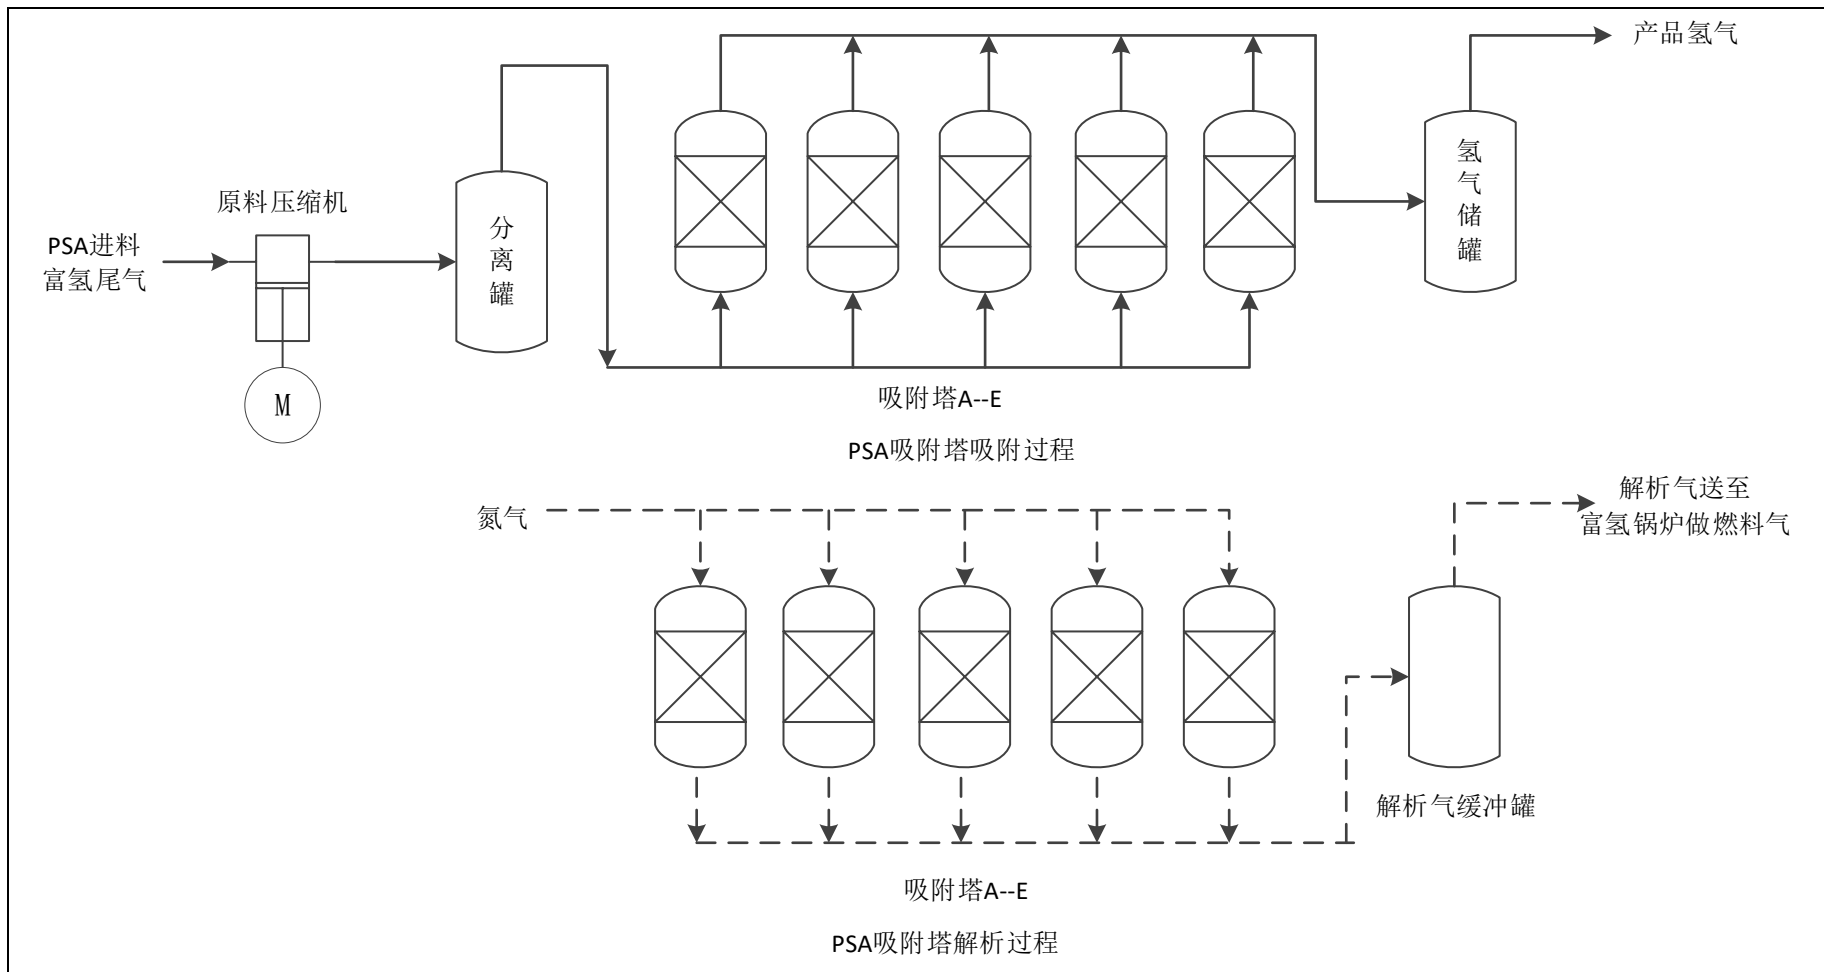 产品氢气
原料压缩机
PSA进料
富氢尾气
分离罐
氢气储罐
M
吸附塔A--E
PSA吸附塔吸附过程
氮气
解析气送至
富氢锅炉做燃料气
解析气缓冲罐
吸附塔A--E
PSA吸附塔解析过程